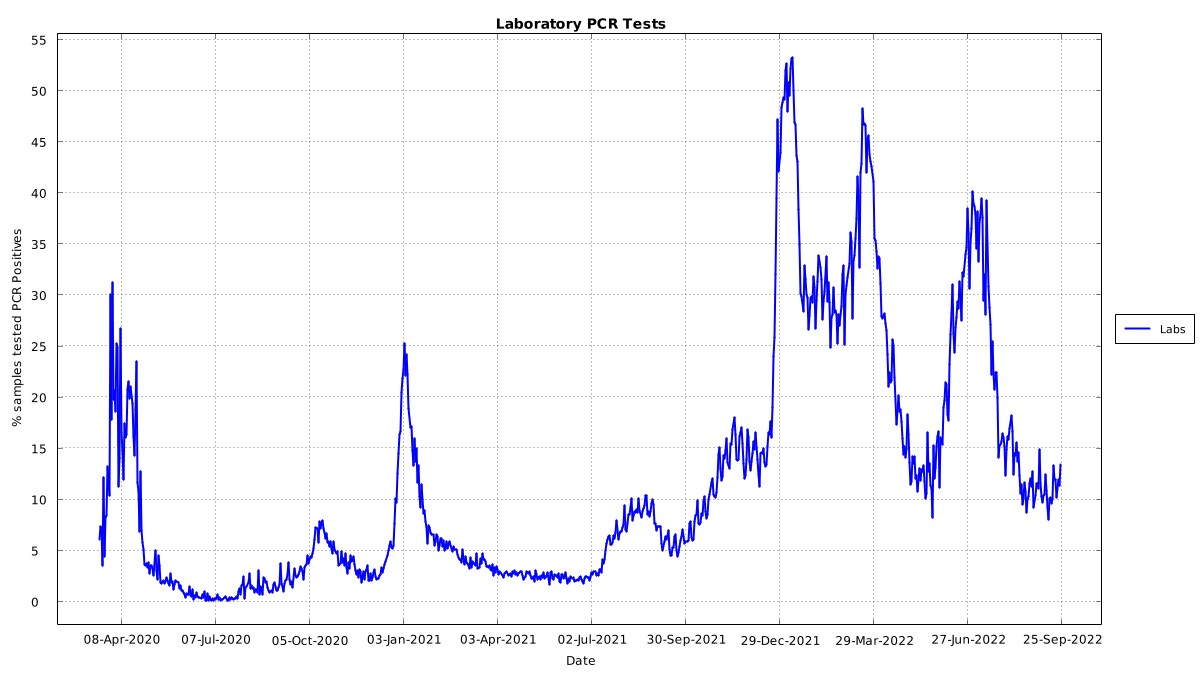 Laboratory PCR Tests
55
50
45
40
35
30
25
20
15
10
5
0
% samples tested PCR Positives
08-Apr-2020 07-Jul-2020 05-Oct-2020 03-Jan-2021 03-Apr-2021 02-Jul-2021 30-Sep-2021 29-Dec-2021 29-Mar-2022 27-Jun-2022 25-Sep-2022
Date
Labs